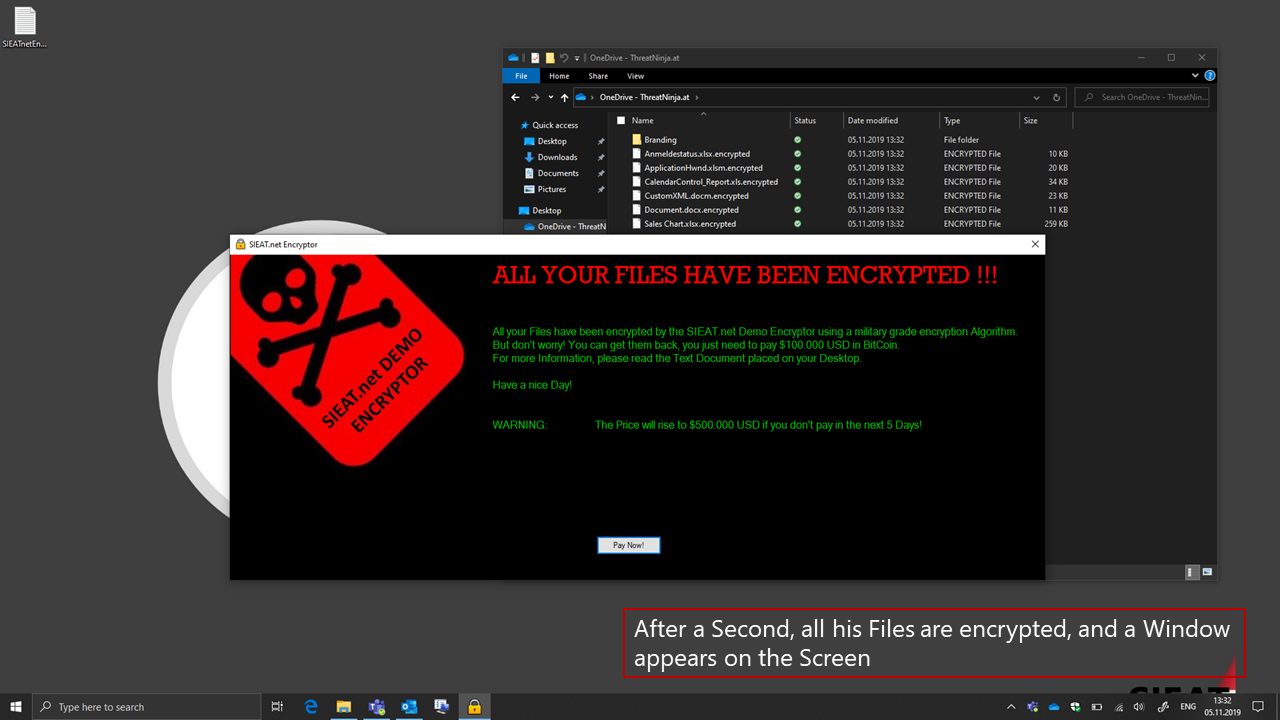 SIEATnetEn...
OneDrive - ThreatNinja.at
File Home Share View
OneDrive - ThreatNinja.at
Search OneDrive - ThreatNin...
Quick access
Desktop
Downloads
Documents
Pictures
Desktop
OneDrive - ThreatN
Name Status Date modified Type Size
Branding 05.11.2019 13:32 File folder
Anmeldestatus.xlsx.encrypted 05.11.2019 13:32 ENCRYPTED File 10 KB
ApplicationHwnd.xlsm.encrypted 05.11.2019 13:32 ENCRYPTED File 20 KB
CalendarControl_Report.xls.encrypted 05.11.2019 13:32 ENCRYPTED File 34 KB
CustomXML.docm.encrypted 05.11.2019 13:32 ENCRYPTED File 23 KB
Document.docx.encrypted 05.11.2019 13:32 ENCRYPTED File 11 KB
Sales Chart.xlsx.encrypted 05.11.2019 13:32 ENCRYPTED File 259 KB
SIEAT.net Encryptor
SIEAT.net DEMO
ENCRYPTOR
ALL YOUR FILES HAVE BEEN ENCRYPTED !!!
All your Files have been encrypted by the SIEAT.net Demo Encryptor using a military grade encryption Algorithm.
But don't worry! You can get them back, you just need to pay $100.000 USD in BitCoin.
For more Information, please read the Text Document placed on your Desktop.
Have a nice Day!
WARNING: The Price will rise to $500.000 USD if you don't pay in the next 5 Days!
Pay Now!
After a Second, all his Files are encrypted, and a Window
appears on the Screen
SIEAT
Type here to search
ENG
13:32
05.11.2019